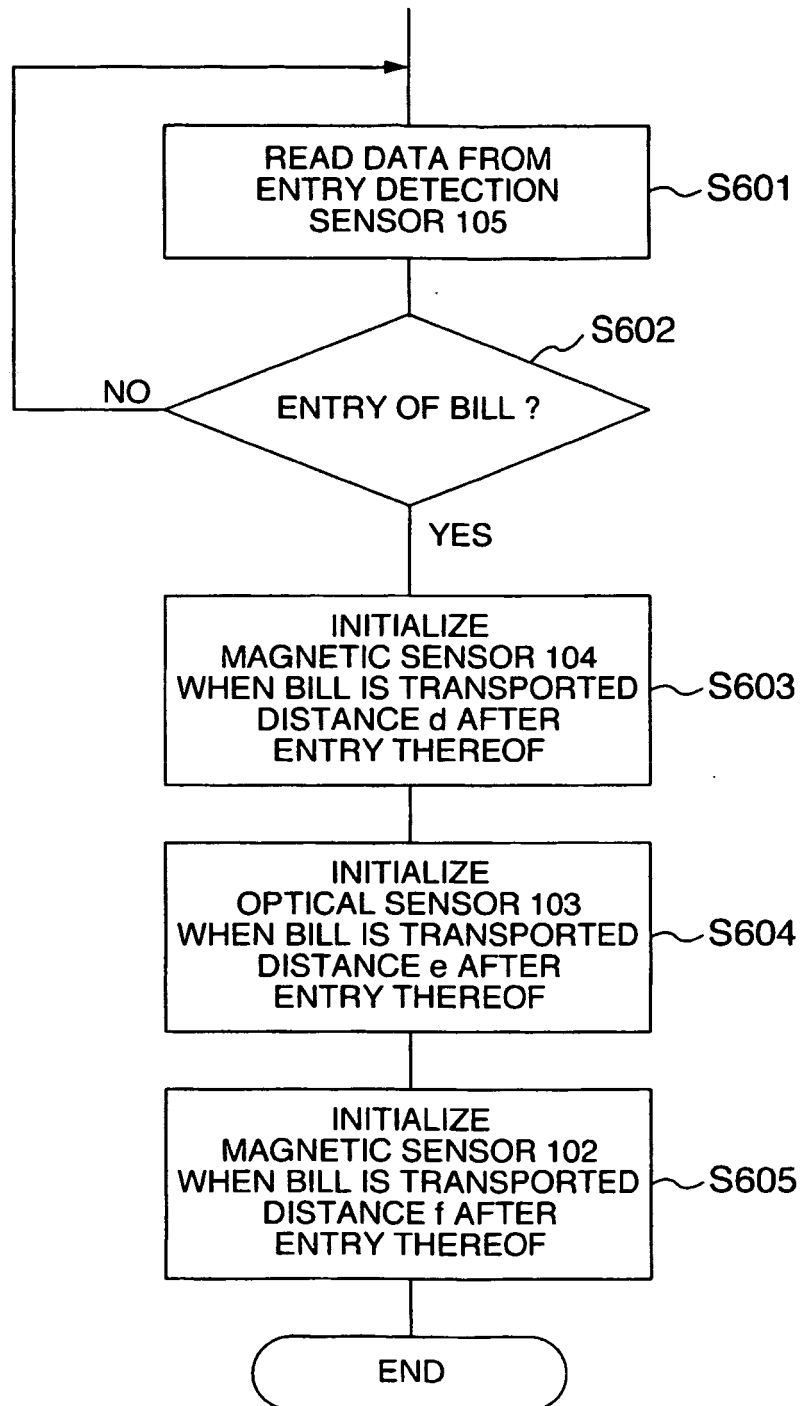 READ DATA FROM
ENTRY DETECTION
SENSOR 105
S601
S602
NO
ENTRY OF BILL ?
YES
INITIALIZE
MAGNETIC SENSOR 104
WHEN BILL IS TRANSPORTED
DISTANCE d AFTER
ENTRY THEREOF
S603
INITIALIZE
OPTICAL SENSOR 103
WHEN BILL IS TRANSPORTED
DISTANCE e AFTER
ENTRY THEREOF
S604
INITIALIZE
MAGNETIC SENSOR 102
WHEN BILL IS TRANSPORTED
DISTANCE f AFTER
ENTRY THEREOF
S605
END